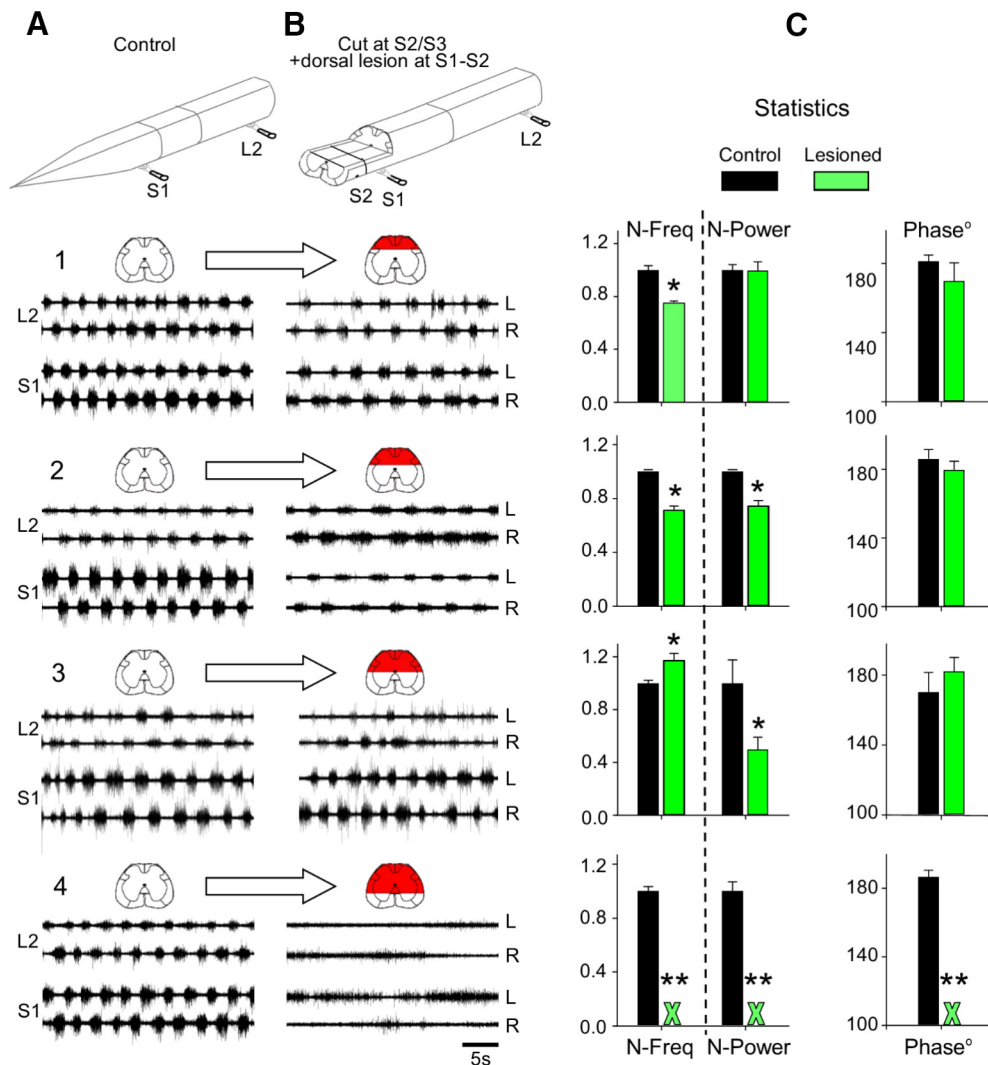 A
B
C
Control
Cut at S2/S3
+dorsal lesion at S1-S2
L2
S1
L2
S2
S1
Statistics
Control
Lesioned
1
L2
S1
L
R
L
R
N-Freq
N-Power
Phaseº
1.2
0.8
0.4
0.0
*
180
140
100
2
L2
S1
L
R
L
R
1.2
0.8
0.4
0.0
*
*
180
140
100
3
L2
S1
L
R
L
R
1.2
0.8
0.4
0.0
*
*
180
140
100
4
L2
S1
L
R
L
R
5s
1.2
0.8
0.4
0.0
**
X
**
X
N-Freq
N-Power
180
140
100
**
X
Phaseº